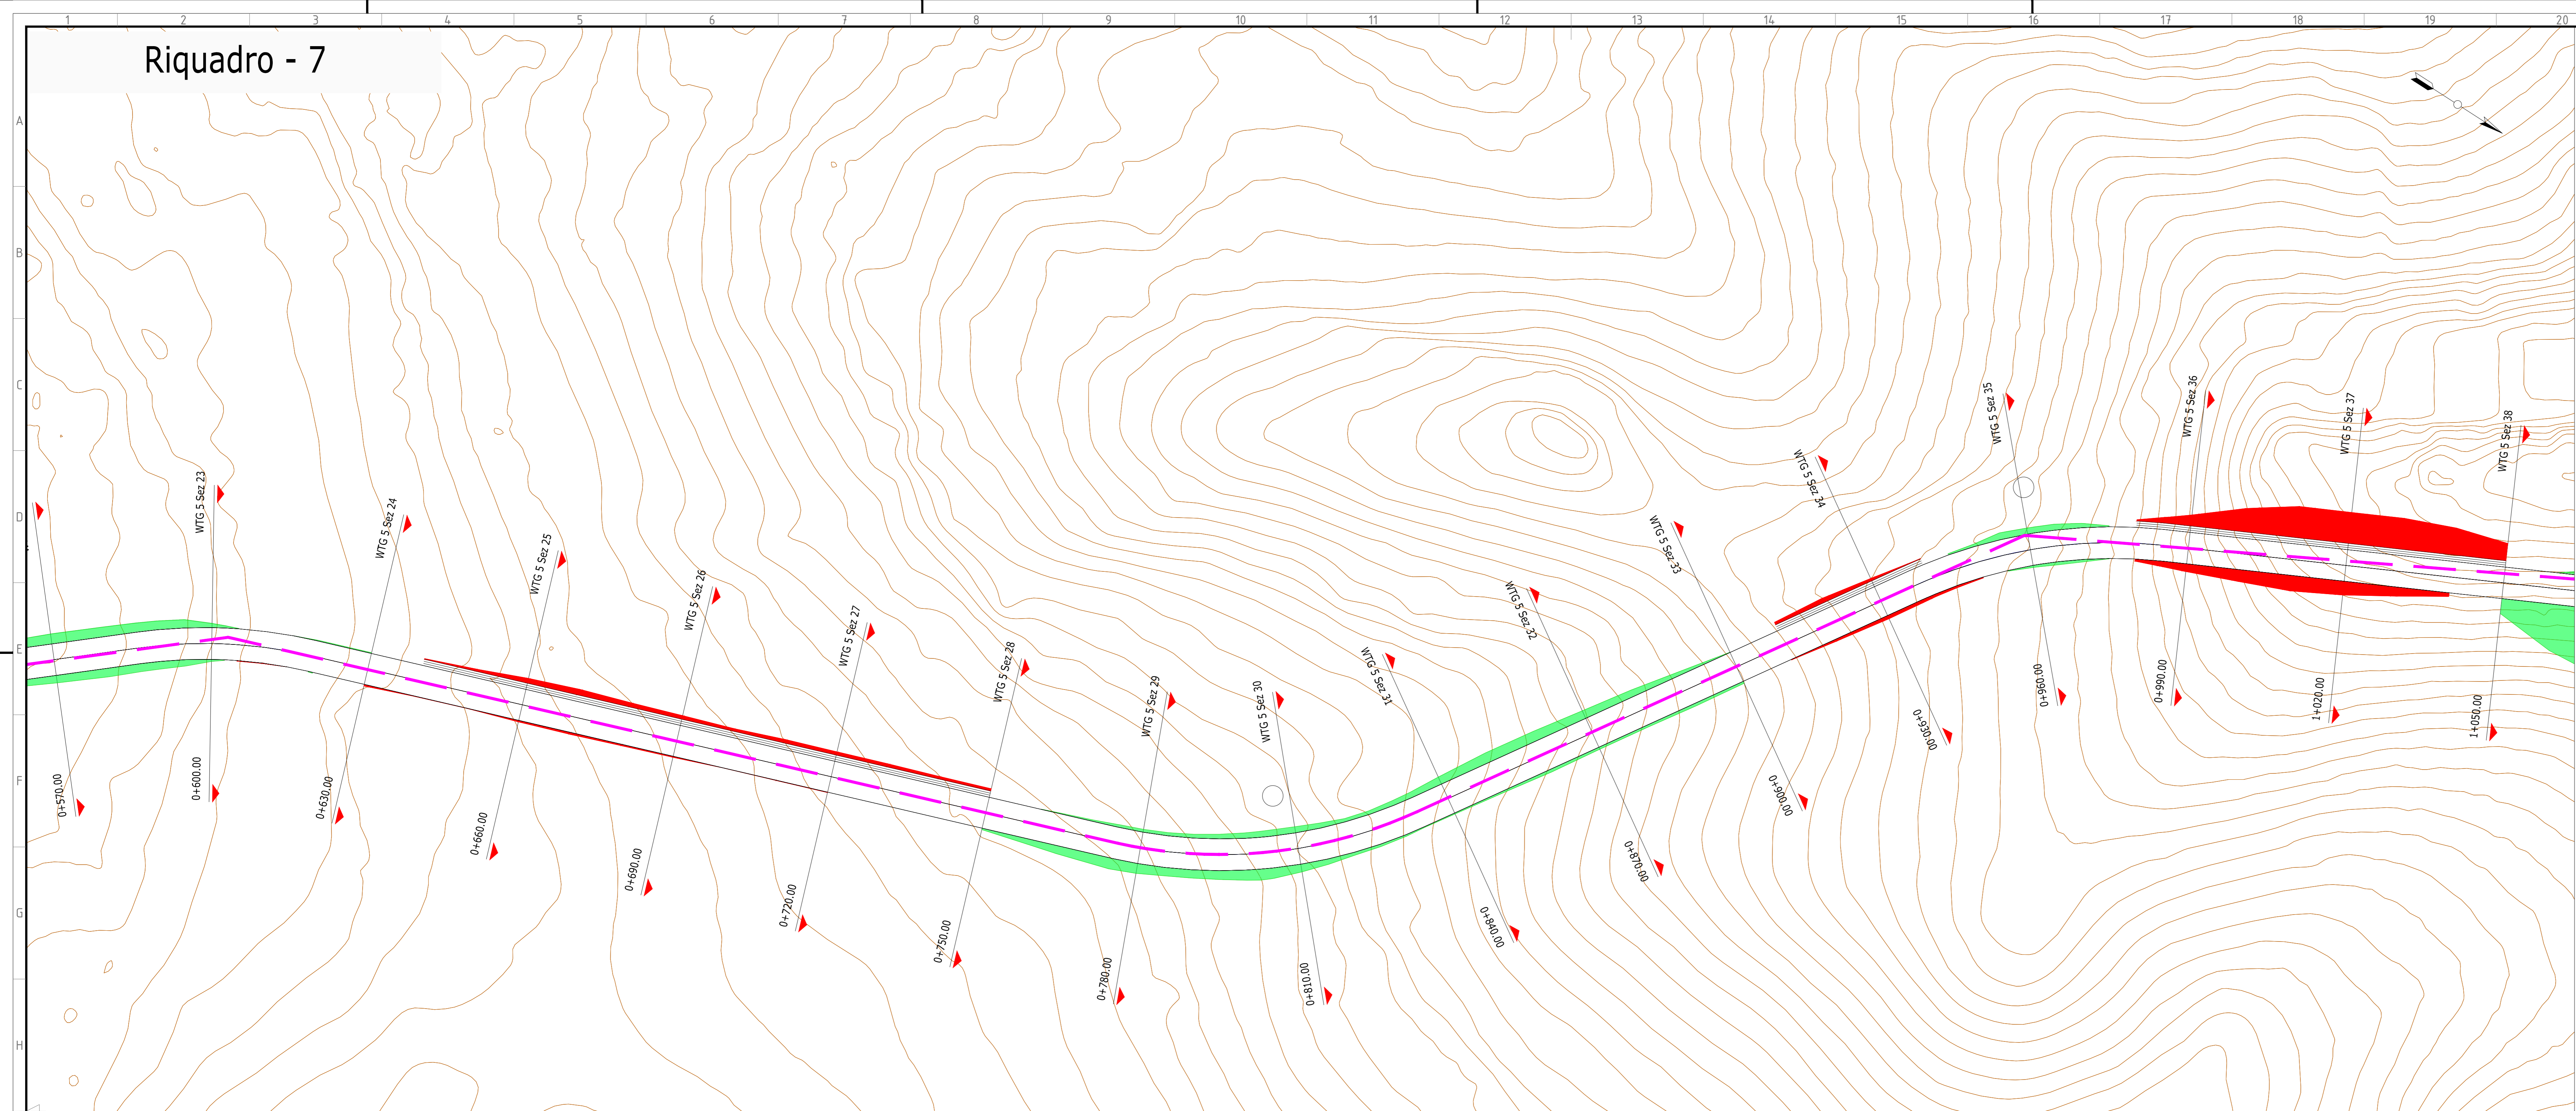 1 2 3 4 5 6 7 8 9 10 11 12 13 14 15 16 17 18 19 20
Riquadro - 7
A
B
C
D
E
F
G
H
WTG 5 Sez 23
WTG 5 Sez 24
WTG 5 Sez 25
WTG 5 Sez 26
WTG 5 Sez 27
WTG 5 Sez 28
WTG 5 Sez 29
WTG 5 Sez 30
WTG 5 Sez 31
WTG 5 Sez 32
WTG 5 Sez 33
WTG 5 Sez 34
WTG 5 Sez 35
WTG 5 Sez 36
WTG 5 Sez 37
WTG 5 Sez 38
0+570.00
0+600.00
0+630.00
0+660.00
0+690.00
0+720.00
0+750.00
0+780.00
0+810.00
0+840.00
0+870.00
0+900.00
0+930.00
0+960.00
0+990.00
1+020.00
1+050.00